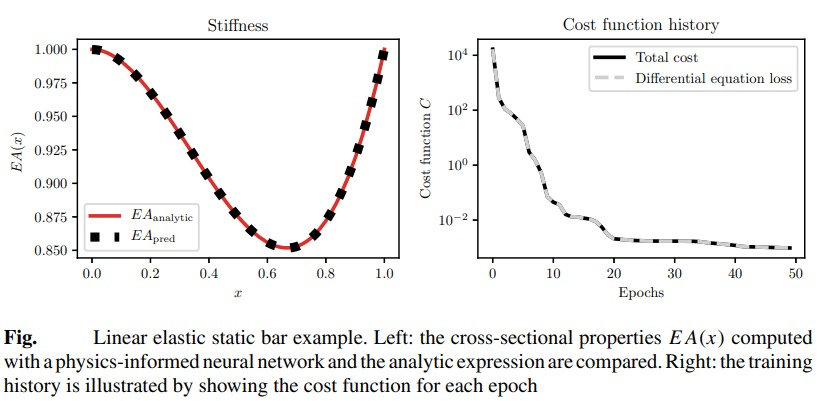 Stiffness
1.000
0.975
0.950
0.925
0.900
0.875
0.850
EA(x)
EA_analytic
EA_pred
0.0 0.2 0.4 0.6 0.8 1.0
x
Cost function history
10^4
10^2
10^0
10^−2
Cost function C
Total cost
Differential equation loss
0 10 20 30 40 50
Epochs
Fig. Linear elastic static bar example. Left: the cross-sectional properties EA(x) computed
with a physics-informed neural network and the analytic expression are compared. Right: the training
history is illustrated by showing the cost function for each epoch